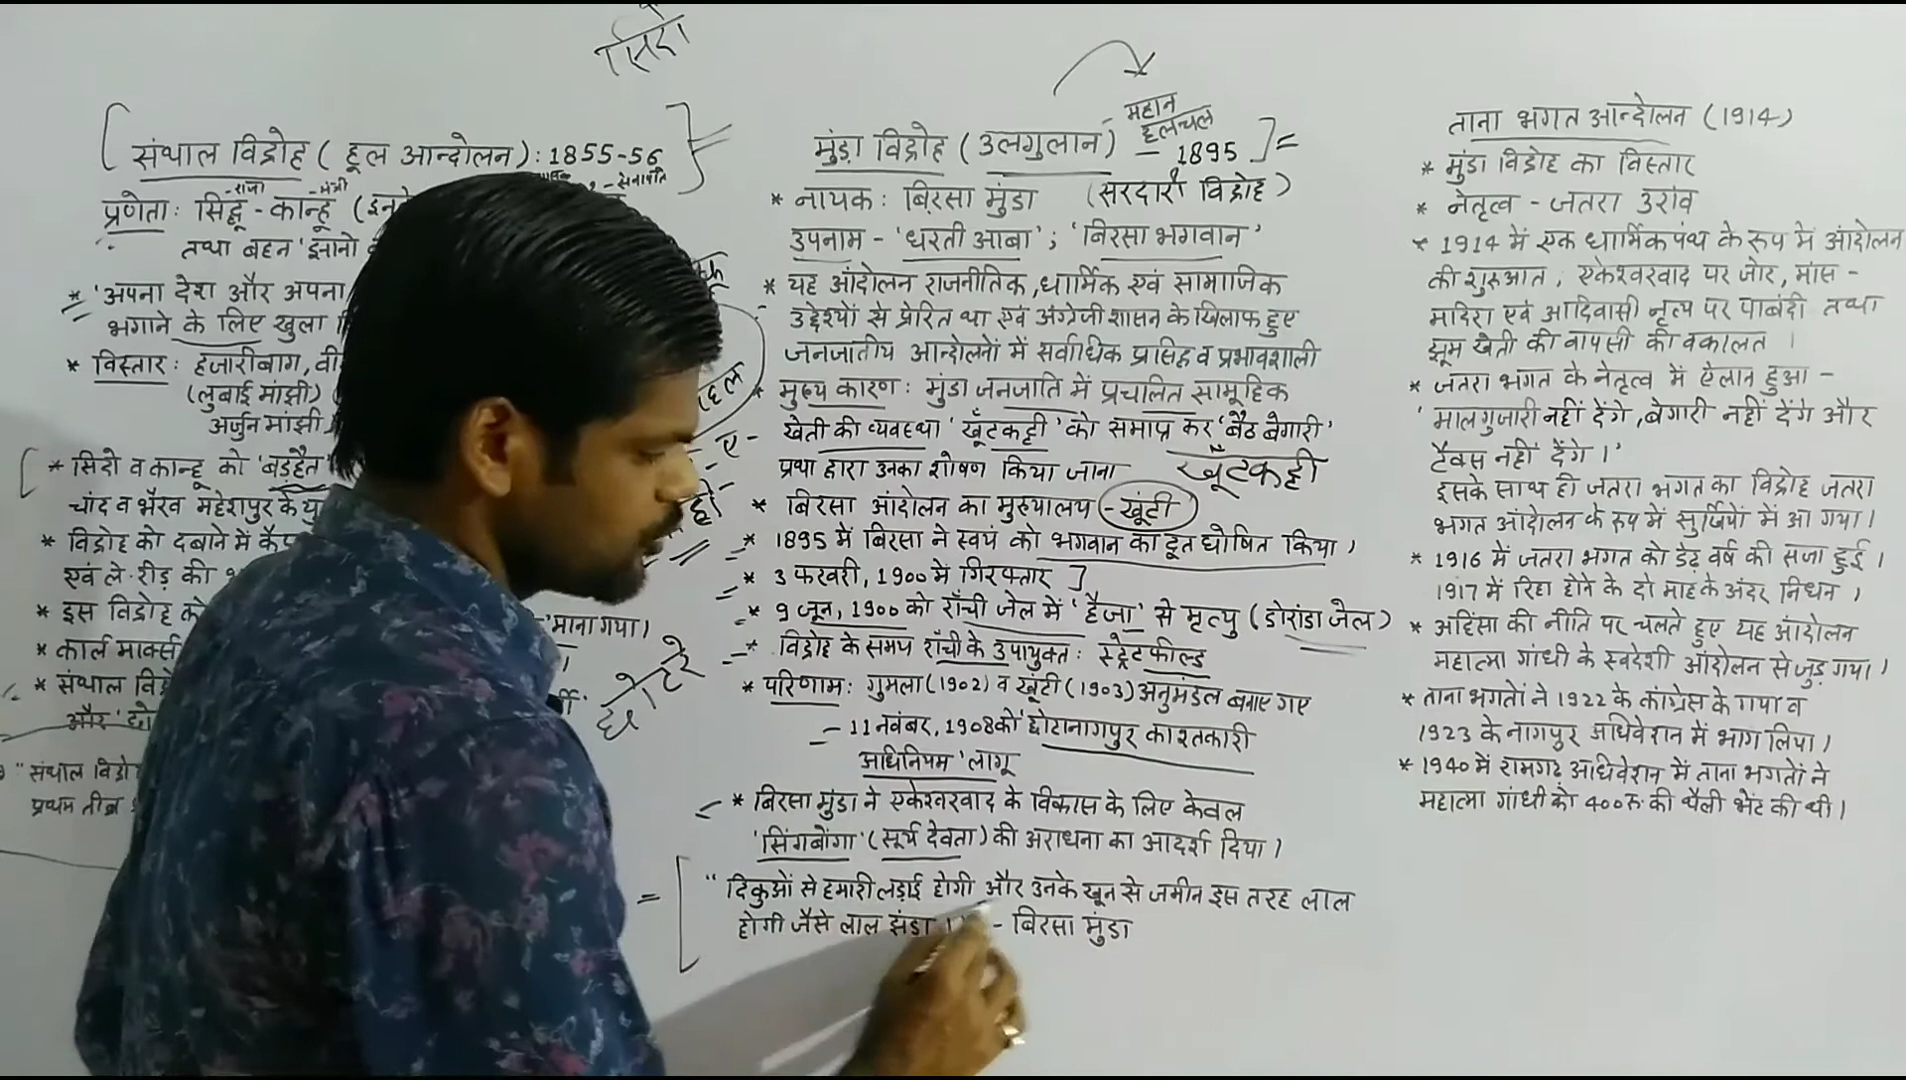 [संथाल विद्रोह (हूल आन्दोलन) : 1855-56]
- राजा - मंत्री - सेनापति
प्रणेता : सिद्धू - कान्हू (
तथा बहन 'झानो
* 'अपना देश और अपना
भगाने के लिए खुला
* विस्तार : हजारीबाग,
(लुबाई मांझी)
अर्जुन मांझी
* सिदो व कान्हू को 'बड़हैत'
चांद व भैरव महेशपुर के
* विद्रोह को दबाने में
एवं ले. रीड की
* इस विद्रोह को
- 'माना गया।
* कार्ल मार्क्स
* संथाल
और
"संथाल
प्रथम
घ गेटरे
महान
हलचल
मुंडा विद्रोह (उलगुलान) - 1895 ] =
* नायक : बिरसा मुंडा (सरदारी विद्रोह)
उपनाम - 'धरती आबा' ; 'बिरसा भगवान'
* यह आंदोलन राजनीतिक, धार्मिक एवं सामाजिक
उद्देश्यों से प्रेरित था एवं अंग्रेजी शासन के खिलाफ हुए
जनजातीय आन्दोलनों में सर्वाधिक प्रसिद्ध व प्रभावशाली
* मुख्य कारण : मुंडा जनजाति में प्रचलित सामूहिक
खेती की व्यवस्था 'खूँटकट्टी' को समाप्त कर 'बैठ बेगारी'
प्रथा द्वारा उनका शोषण किया जाना खूँटकट्टी
* बिरसा आंदोलन का मुख्यालय - खूंटी
* 1895 में बिरसा ने स्वयं को भगवान का दूत घोषित किया।
* 3 फरवरी, 1900 में गिरफ्तार ]
* 9 जून, 1900 को राँची जेल में 'हैजा' से मृत्यु (डोरांडा जेल)
* विद्रोह के समय रांची के उपायुक्त : स्ट्रेटफील्ड
* परिणाम : गुमला (1902) व खूंटी (1903) अनुमंडल बनाए गए
- 11 नवंबर, 1908 को 'छोटानागपुर काश्तकारी
अधिनियम' लागू
* बिरसा मुंडा ने एकेश्वरवाद के विकास के लिए केवल
'सिंगबोंगा' (सूर्य देवता) की अराधना का आदर्श दिया।
"दिकुओं से हमारी लड़ाई होगी और उनके खून से जमीन इस तरह लाल
होगी जैसे लाल झंडा।" - बिरसा मुंडा
ताना भगत आन्दोलन (1914)
* मुंडा विद्रोह का विस्तार
* नेतृत्व - जतरा उरांव
* 1914 में एक धार्मिक पंथ के रूप में आंदोलन
की शुरुआत ; एकेश्वरवाद पर जोर, मांस -
मदिरा एवं आदिवासी नृत्य पर पाबंदी तथा
झूम खेती की वापसी की वकालत।
* जतरा भगत के नेतृत्व में ऐलान हुआ -
'मालगुजारी नहीं देंगे, बेगारी नहीं देंगे और
टैक्स नहीं देंगे।'
इसके साथ ही जतरा भगत का विद्रोह जतरा
भगत आंदोलन के रूप में सुर्खियों में आ गया।
* 1916 में जतरा भगत को डेढ़ वर्ष की सजा हुई।
1917 में रिहा होने के दो माह के अंदर निधन।
* अहिंसा की नीति पर चलते हुए यह आंदोलन
महात्मा गांधी के स्वदेशी आंदोलन से जुड़ गया।
* ताना भगतों ने 1922 के कांग्रेस के गया व
1923 के नागपुर अधिवेशन में भाग लिया।
* 1940 में रामगढ़ अधिवेशन में ताना भगतों ने
महात्मा गांधी को 400 रु. की थैली भेंट की थी।